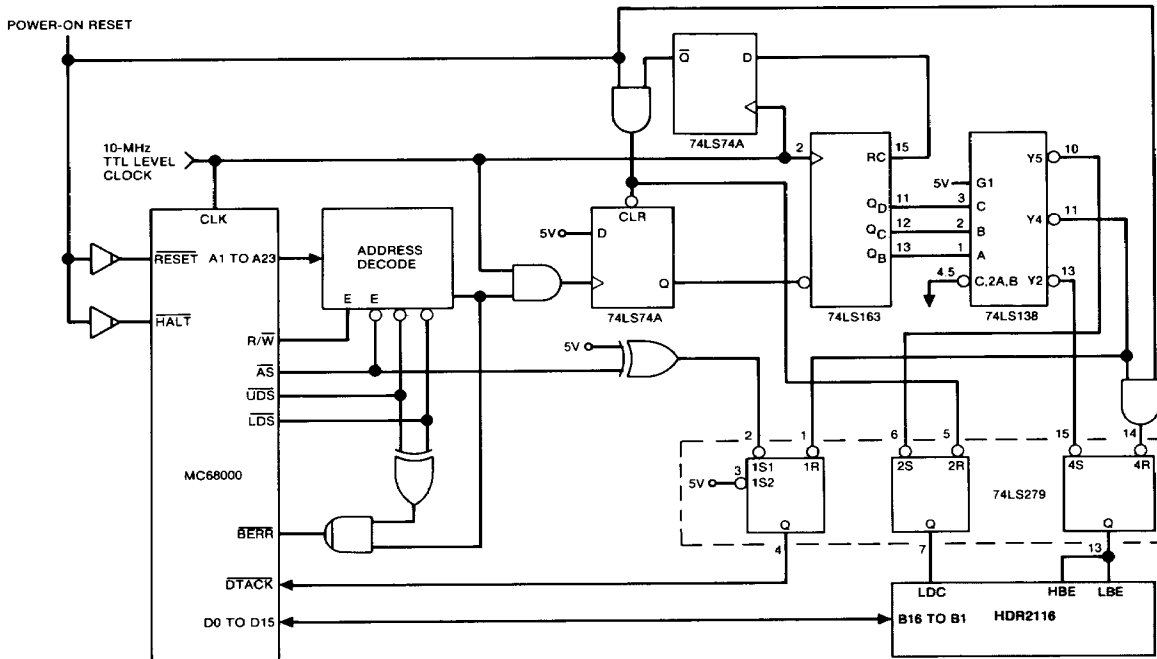 POWER-ON RESET
Q
D
74LS74A
10-MHz
TTL LEVEL
CLOCK
CLK
RESET
A1 TO A23
HALT
R/W
AS
UDS
LDS
MC68000
BERR
DTACK
D0 TO D15
ADDRESS
DECODE
E
E
5V
D
CLR
Q
74LS74A
5V
2
15
RC
11
QD
12
QC
13
QB
74LS163
5V
G1
3
C
2
B
1
A
4,5
C,2A,B
Y5
10
Y4
11
Y2
13
74LS138
2
1
1S1
1R
3
1S2
5V
Q
4
6
5
2S
2R
Q
7
15
14
4S
4R
Q
13
74LS279
LDC
HBE
LBE
B16 TO B1
HDR2116